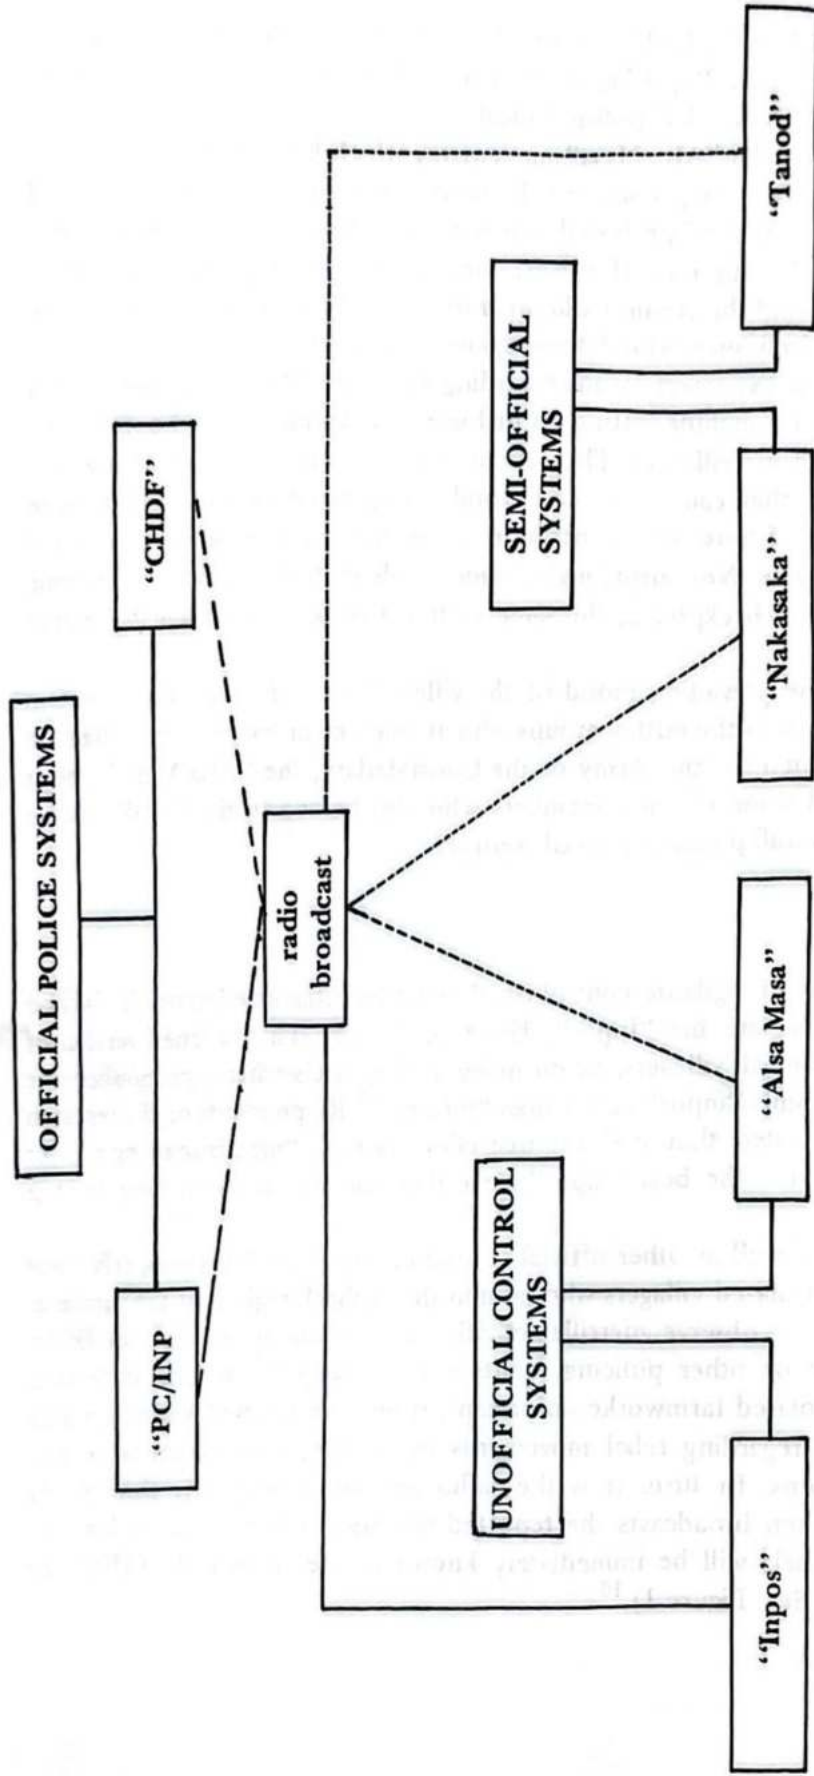 OFFICIAL POLICE SYSTEMS
“PC/INP”
“CHDF”
radio
broadcast
UNOFFICIAL CONTROL
SYSTEMS
SEMI-OFFICIAL
SYSTEMS
“Inpos”
“Alsa Masa”
“Nakasaka”
“Tanod”